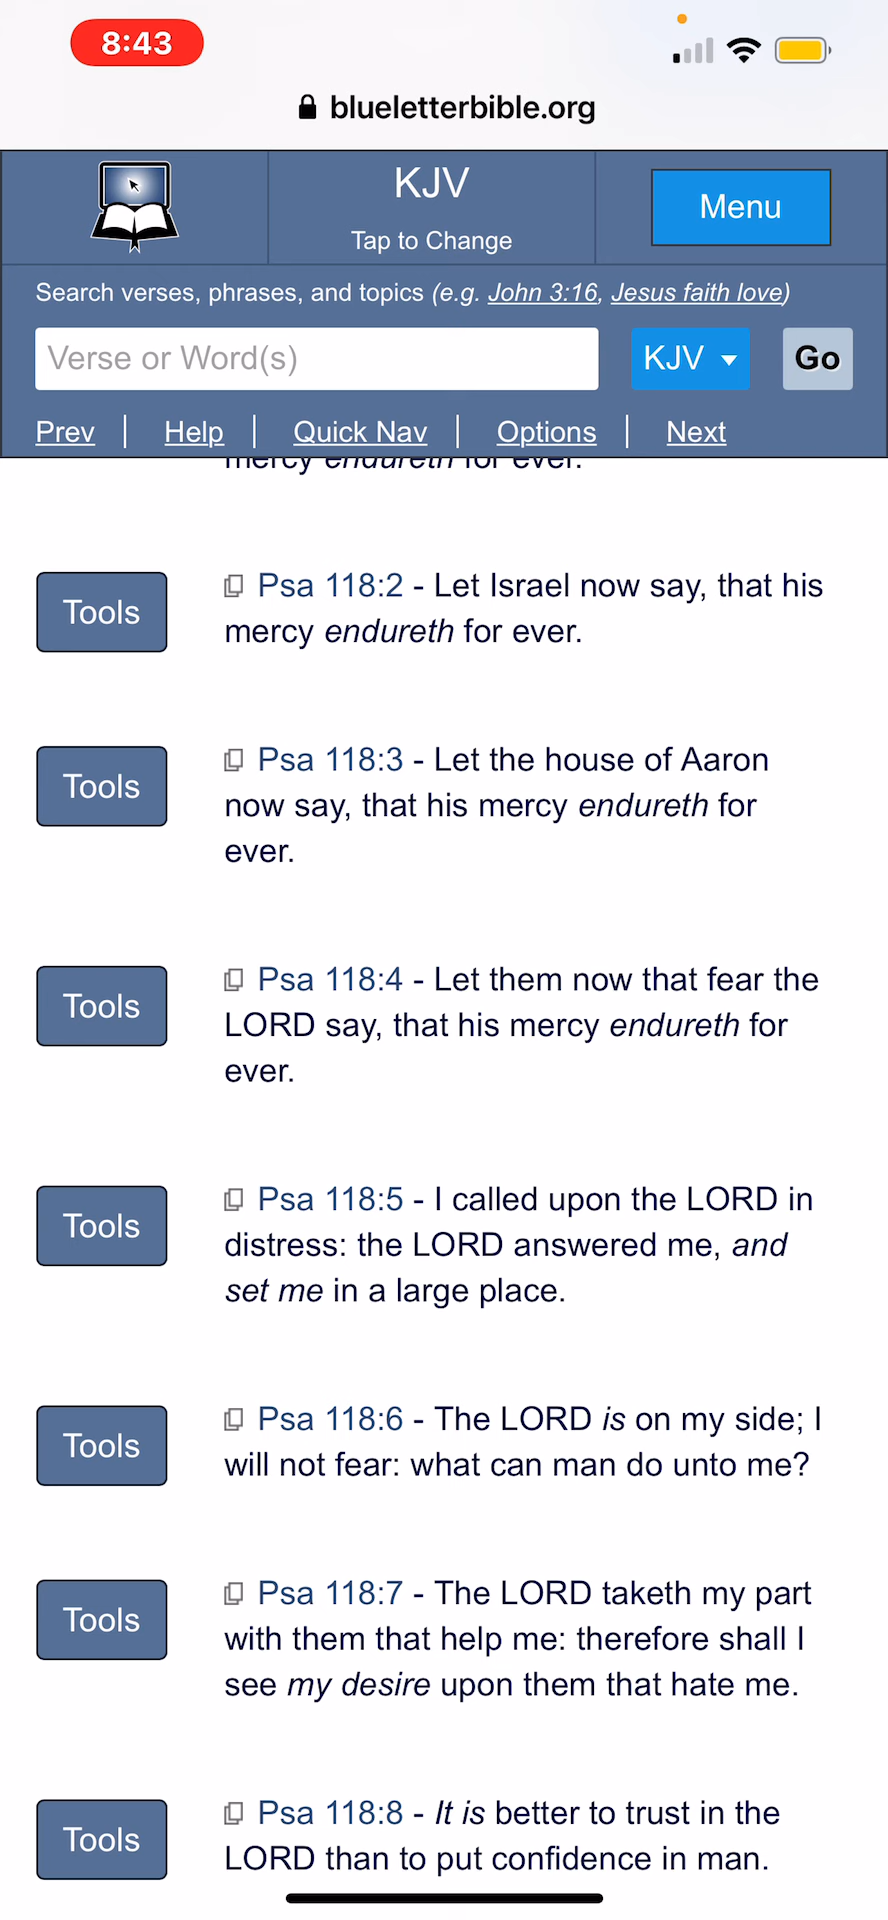 8:43
blueletterbible.org
KJV
Tap to Change
Menu
Search verses, phrases, and topics (e.g. John 3:16, Jesus faith love)
Verse or Word(s)
KJV
Go
Prev | Help | Quick Nav | Options | Next
mercy endureth for ever.
Tools
Psa 118:2 - Let Israel now say, that his
mercy endureth for ever.
Tools
Psa 118:3 - Let the house of Aaron
now say, that his mercy endureth for
ever.
Tools
Psa 118:4 - Let them now that fear the
LORD say, that his mercy endureth for
ever.
Tools
Psa 118:5 - I called upon the LORD in
distress: the LORD answered me, and
set me in a large place.
Tools
Psa 118:6 - The LORD is on my side; I
will not fear: what can man do unto me?
Tools
Psa 118:7 - The LORD taketh my part
with them that help me: therefore shall I
see my desire upon them that hate me.
Tools
Psa 118:8 - It is better to trust in the
LORD than to put confidence in man.